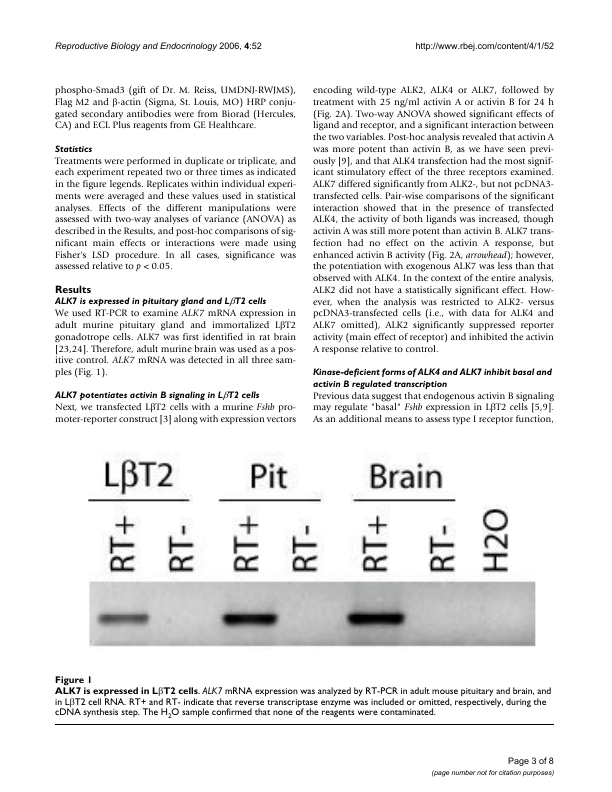 Reproductive Biology and Endocrinology 2006, 4:52
http://www.rbej.com/content/4/1/52
phospho-Smad3 (gift of Dr. M. Reiss, UMDNJ-RWJMS),
Flag M2 and β-actin (Sigma, St. Louis, MO) HRP conju-
gated secondary antibodies were from Biorad (Hercules,
CA) and ECL Plus reagents from GE Healthcare.
Statistics
Treatments were performed in duplicate or triplicate, and
each experiment repeated two or three times as indicated
in the figure legends. Replicates within individual experi-
ments were averaged and these values used in statistical
analyses. Effects of the different manipulations were
assessed with two-way analyses of variance (ANOVA) as
described in the Results, and post-hoc comparisons of sig-
nificant main effects or interactions were made using
Fisher's LSD procedure. In all cases, significance was
assessed relative to p < 0.05.
Results
ALK7 is expressed in pituitary gland and LβT2 cells
We used RT-PCR to examine ALK7 mRNA expression in
adult murine pituitary gland and immortalized LβT2
gonadotrope cells. ALK7 was first identified in rat brain
[23,24]. Therefore, adult murine brain was used as a pos-
itive control. ALK7 mRNA was detected in all three sam-
ples (Fig. 1).
ALK7 potentiates activin B signaling in LβT2 cells
Next, we transfected LβT2 cells with a murine Fshb pro-
moter-reporter construct [3] along with expression vectors
encoding wild-type ALK2, ALK4 or ALK7, followed by
treatment with 25 ng/ml activin A or activin B for 24 h
(Fig. 2A). Two-way ANOVA showed significant effects of
ligand and receptor, and a significant interaction between
the two variables. Post-hoc analysis revealed that activin A
was more potent than activin B, as we have seen previ-
ously [9], and that ALK4 transfection had the most signif-
icant stimulatory effect of the three receptors examined.
ALK7 differed significantly from ALK2-, but not pcDNA3-
transfected cells. Pair-wise comparisons of the significant
interaction showed that in the presence of transfected
ALK4, the activity of both ligands was increased, though
activin A was still more potent than activin B. ALK7 trans-
fection had no effect on the activin A response, but
enhanced activin B activity (Fig. 2A, arrowhead); however,
the potentiation with exogenous ALK7 was less than that
observed with ALK4. In the context of the entire analysis,
ALK2 did not have a statistically significant effect. How-
ever, when the analysis was restricted to ALK2- versus
pcDNA3-transfected cells (i.e., with data for ALK4 and
ALK7 omitted), ALK2 significantly suppressed reporter
activity (main effect of receptor) and inhibited the activin
A response relative to control.
Kinase-deficient forms of ALK4 and ALK7 inhibit basal and
activin B regulated transcription
Previous data suggest that endogenous activin B signaling
may regulate "basal" Fshb expression in LβT2 cells [5,9].
As an additional means to assess type I receptor function,
LβT2 Pit Brain
RT+ RT- RT+ RT- RT+ RT- H2O
Figure 1
ALK7 is expressed in LβT2 cells. ALK7 mRNA expression was analyzed by RT-PCR in adult mouse pituitary and brain, and
in LβT2 cell RNA. RT+ and RT- indicate that reverse transcriptase enzyme was included or omitted, respectively, during the
cDNA synthesis step. The H2O sample confirmed that none of the reagents were contaminated.
Page 3 of 8
(page number not for citation purposes)